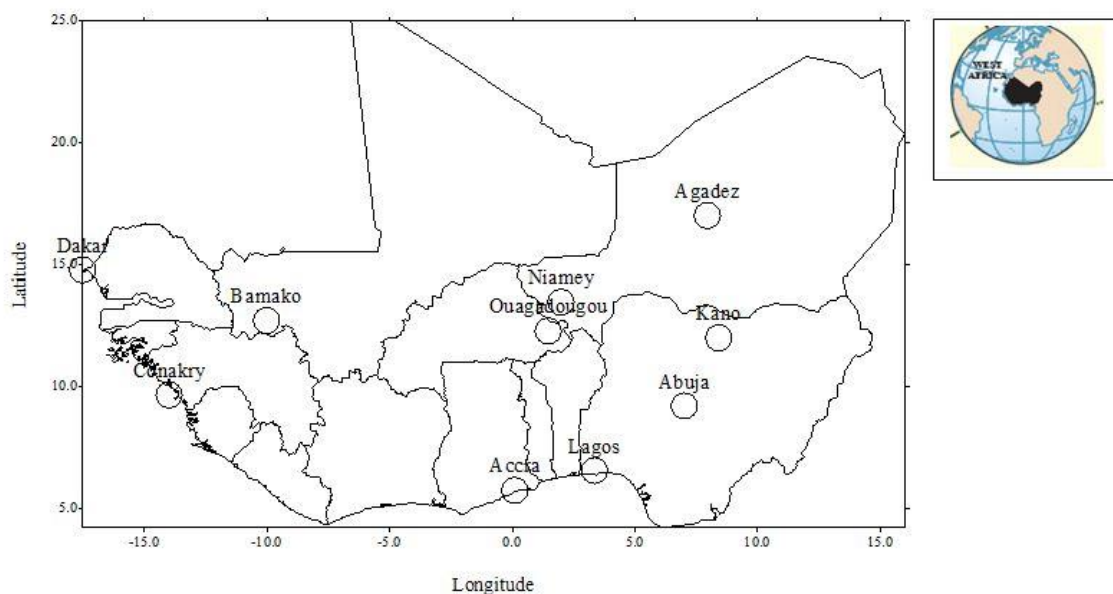 25.0
20.0
15.0
10.0
5.0
Latitude
-15.0
-10.0
-5.0
0.0
5.0
10.0
15.0
Longitude
Dakar
Bamako
Conakry
Accra
Lagos
Niamey
Ouagadougou
Agadez
Kano
Abuja
WEST
AFRICA